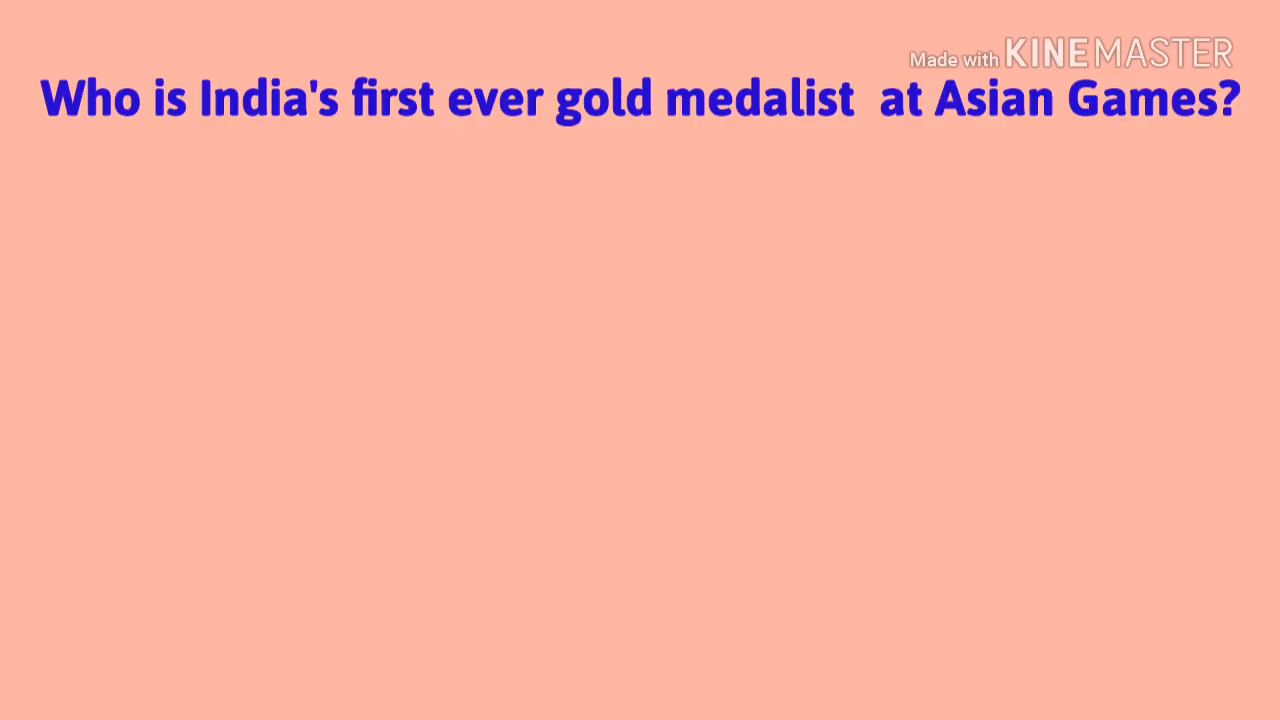 Made with KINEMASTER
Who is India's first ever gold medalist at Asian Games?